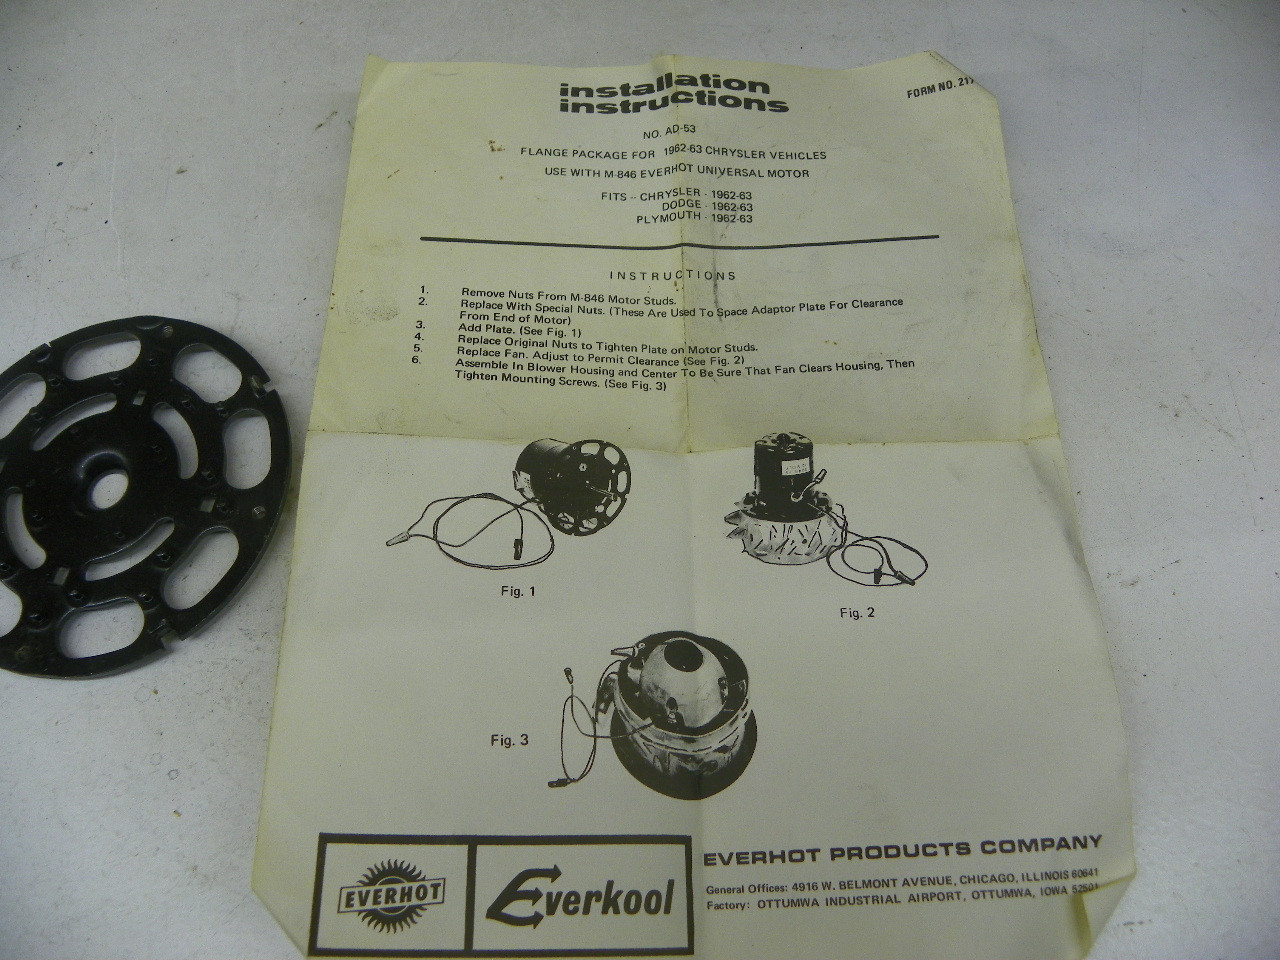 installation
instructions
FORM NO. 217
NO. AD-53
FLANGE PACKAGE FOR 1962-63 CHRYSLER VEHICLES
USE WITH M-846 EVERHOT UNIVERSAL MOTOR
FITS - CHRYSLER - 1962-63
DODGE - 1962-63
PLYMOUTH - 1962-63
INSTRUCTIONS
1. Remove Nuts From M-846 Motor Studs.
2. Replace With Special Nuts. (These Are Used To Space Adaptor Plate For Clearance
From End of Motor)
3. Add Plate. (See Fig. 1)
4. Replace Original Nuts to Tighten Plate on Motor Studs.
5. Replace Fan. Adjust to Permit Clearance (See Fig. 2)
6. Assemble In Blower Housing and Center To Be Sure That Fan Clears Housing, Then
Tighten Mounting Screws. (See Fig. 3)
Fig. 1
Fig. 2
Fig. 3
EVERHOT
Everkool
EVERHOT PRODUCTS COMPANY
General Offices: 4916 W. BELMONT AVENUE, CHICAGO, ILLINOIS 60641
Factory: OTTUMWA INDUSTRIAL AIRPORT, OTTUMWA, IOWA 52501